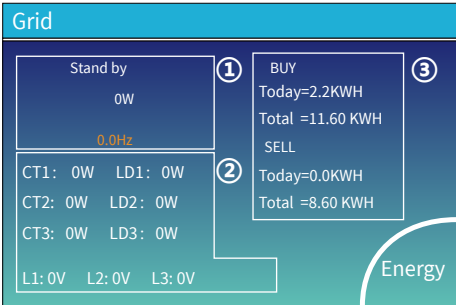 Grid
Stand by
0W
0.0Hz
①
CT1: 0W LD1: 0W
CT2: 0W LD2: 0W
CT3: 0W LD3: 0W
L1: 0V L2: 0V L3: 0V
②
BUY
Today=2.2KWH
Total =11.60 KWH
SELL
Today=0.0KWH
Total =8.60 KWH
③
Energy